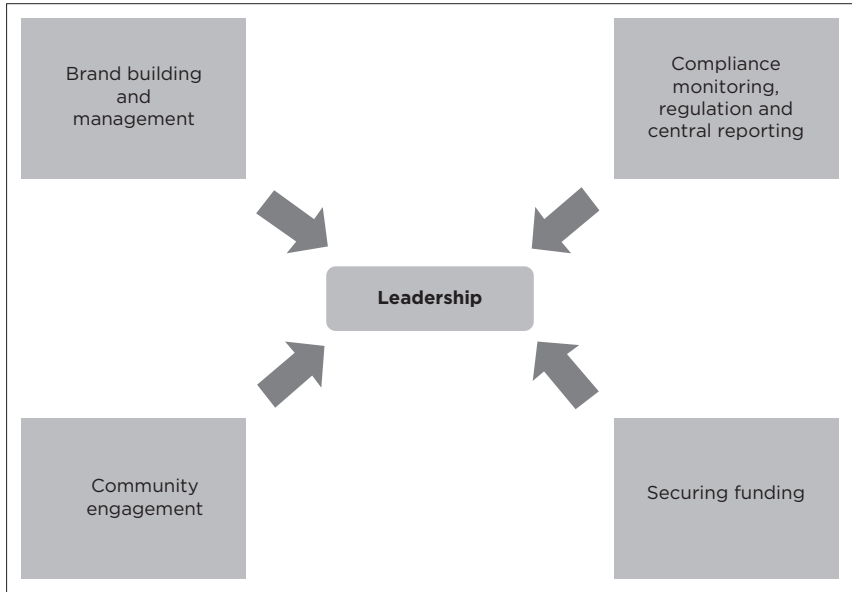 Brand building
and
management
Compliance
monitoring,
regulation and
central reporting
Leadership
Community
engagement
Securing funding